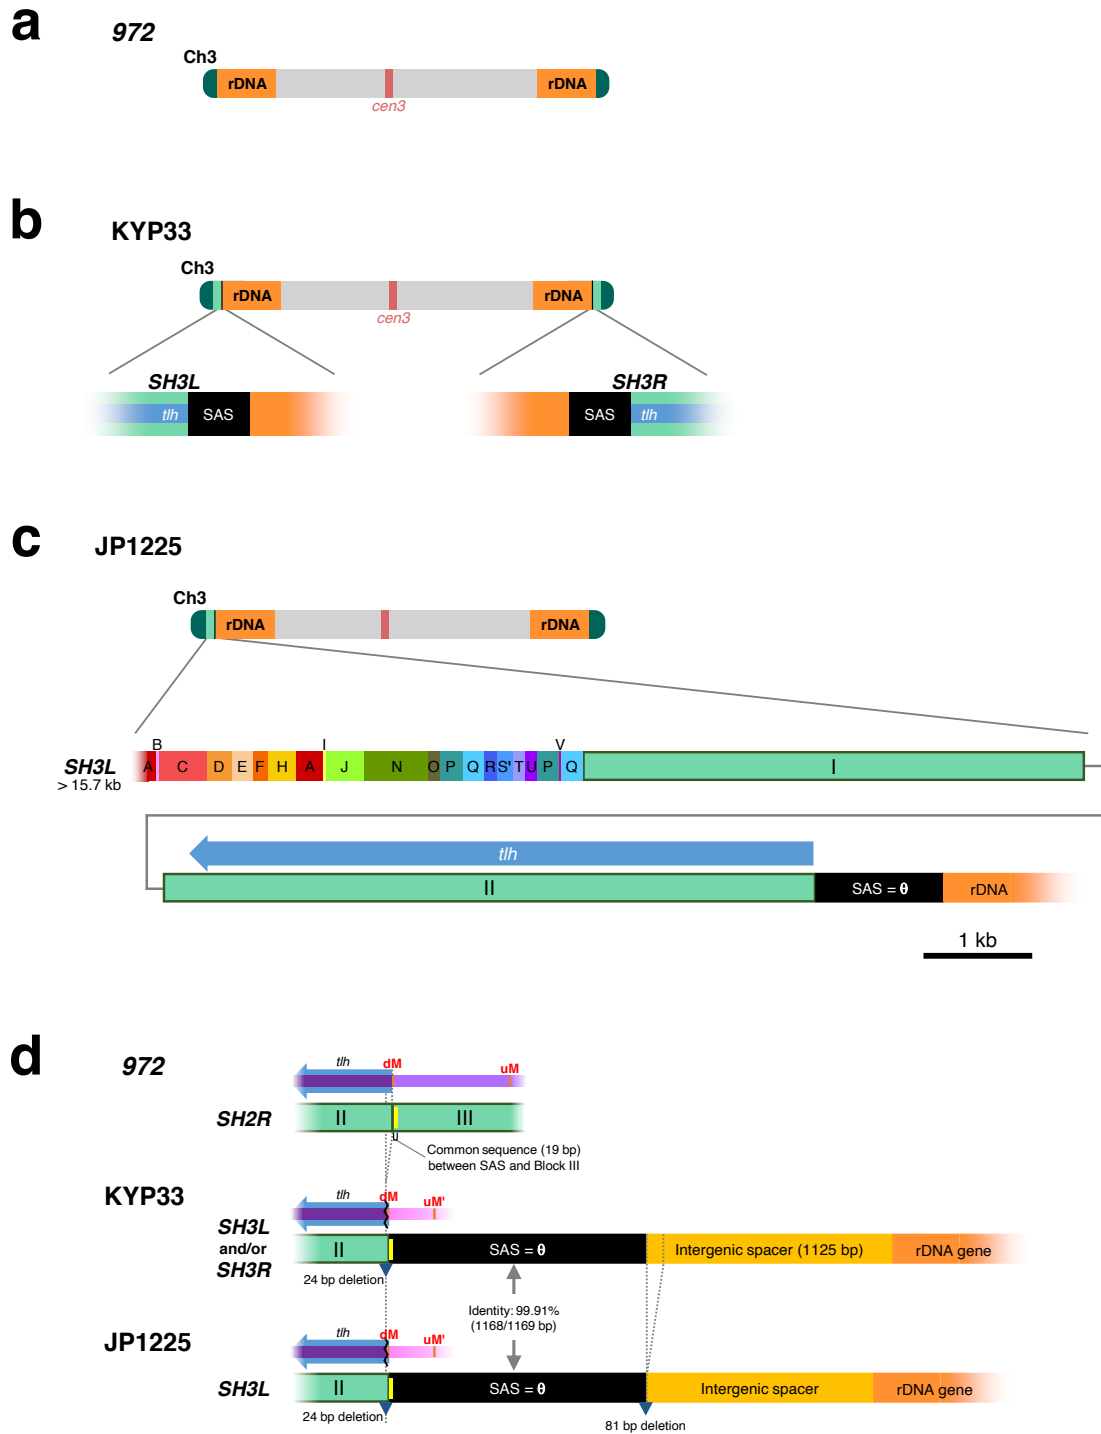 a
972
Ch3
rDNA
rDNA
cen3
b
KYP33
Ch3
rDNA
rDNA
cen3
SH3L
SH3R
tlh
SAS
SAS
tlh
c
JP1225
Ch3
rDNA
rDNA
B
I
V
SH3L
> 15.7 kb
A C D E F H A J N O P Q R S' T U P Q I
tlh
II
SAS = θ
rDNA
1 kb
d
972
tlh
dM
uM
SH2R
II
III
Common sequence (19 bp)
between SAS and Block III
KYP33
tlh
dM
uM'
SH3L
and/or
SH3R
II
SAS = θ
Intergenic spacer (1125 bp)
rDNA gene
24 bp deletion
Identity: 99.91%
(1168/1169 bp)
JP1225
tlh
dM
uM'
SH3L
II
SAS = θ
Intergenic spacer
rDNA gene
24 bp deletion
81 bp deletion